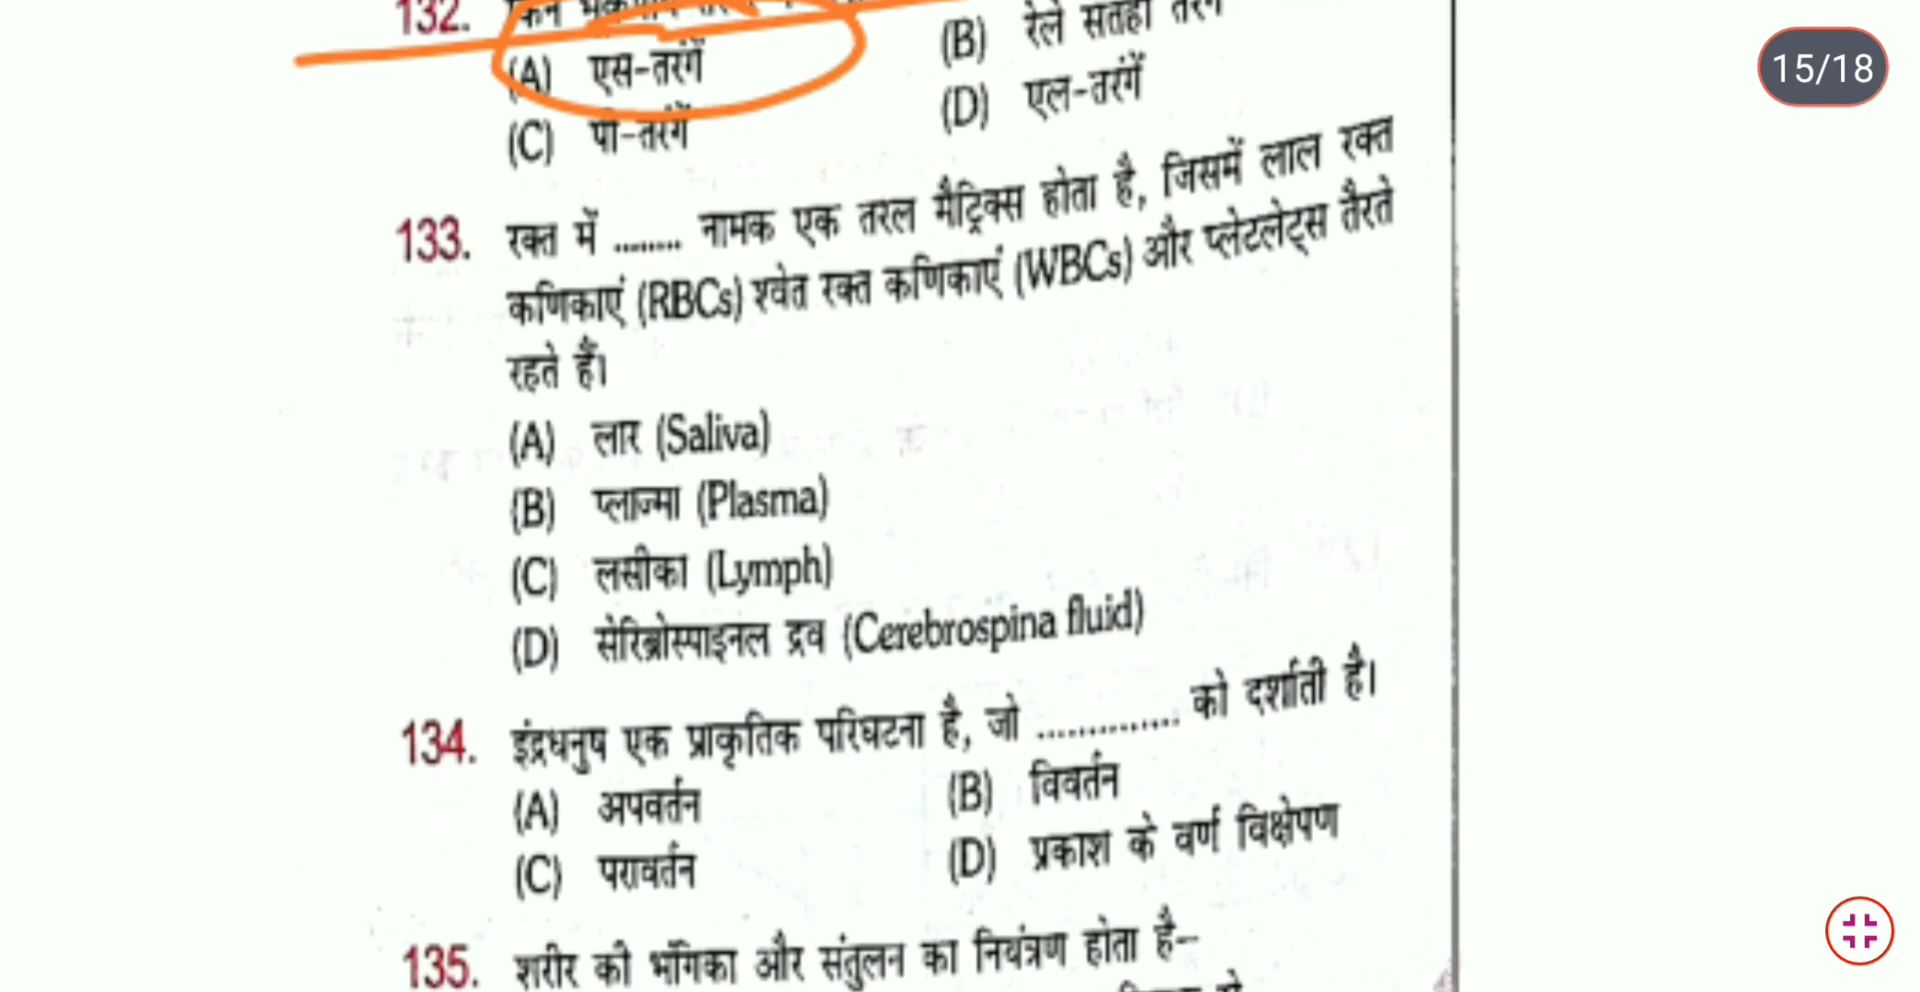 15/18
132.
(A) एस-तरंगें (B) रेले सतही तरंगें
(C) पी-तरंगें (D) एल-तरंगें
133. रक्त में ........ नामक एक तरल मैट्रिक्स होता है, जिसमें लाल रक्त
कणिकाएं (RBCs) श्वेत रक्त कणिकाएं (WBCs) और प्लेटलेट्स तैरते
रहते हैं।
(A) लार (Saliva)
(B) प्लाज्मा (Plasma)
(C) लसीका (Lymph)
(D) सेरिब्रोस्पाइनल द्रव (Cerebrospina fluid)
134. इंद्रधनुष एक प्राकृतिक परिघटना है, जो .............. को दर्शाती है।
(A) अपवर्तन (B) विवर्तन
(C) परावर्तन (D) प्रकाश के वर्ण विक्षेपण
135. शरीर की भंगिका और संतुलन का नियंत्रण होता है–